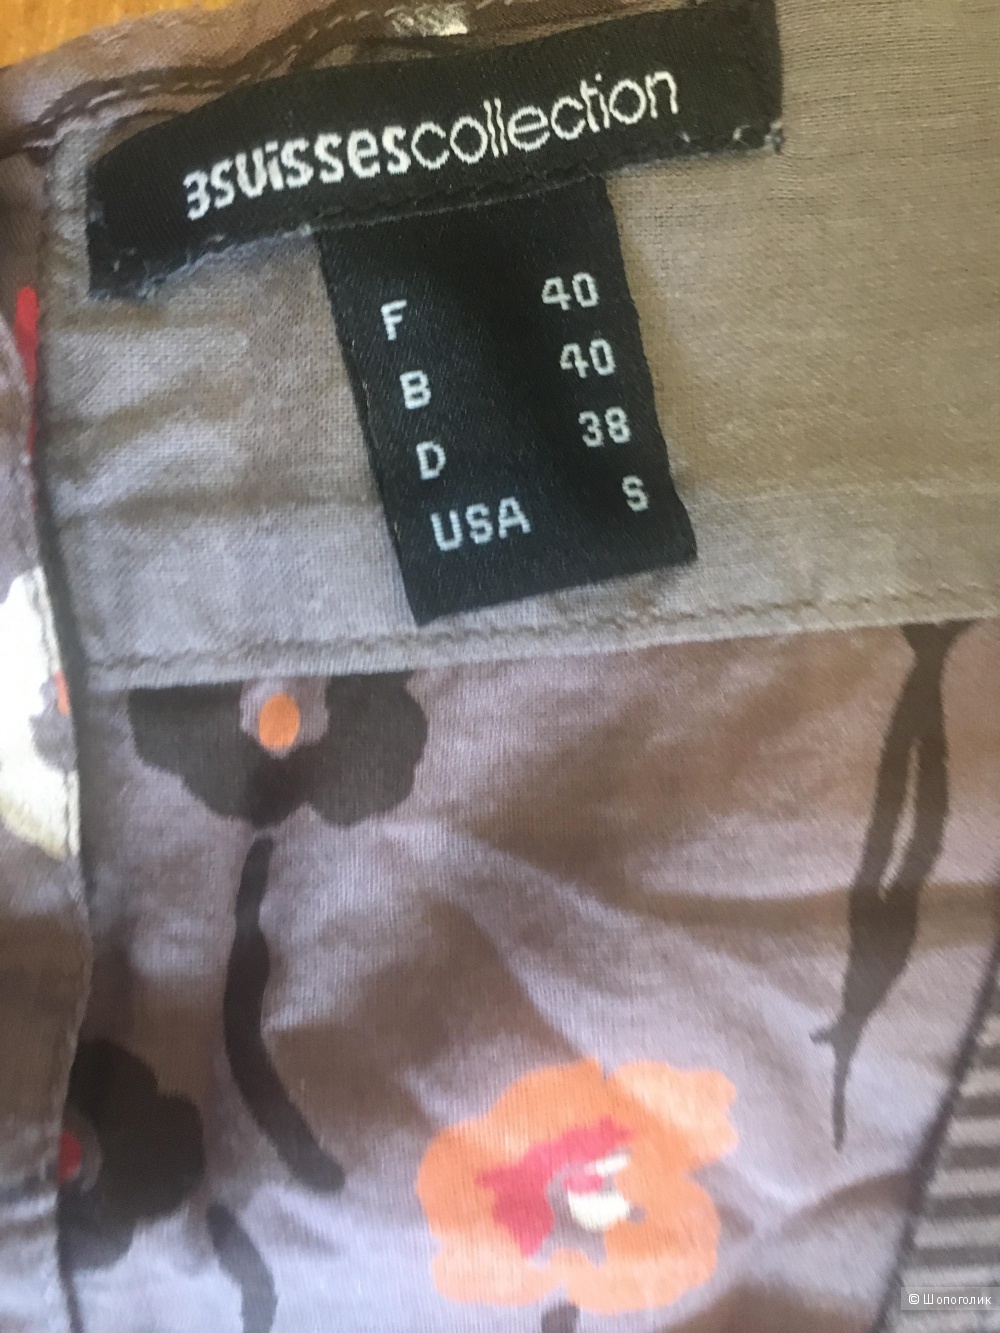 3suissescollection
F 40
B 40
D 38
USA S
© Шопоголик